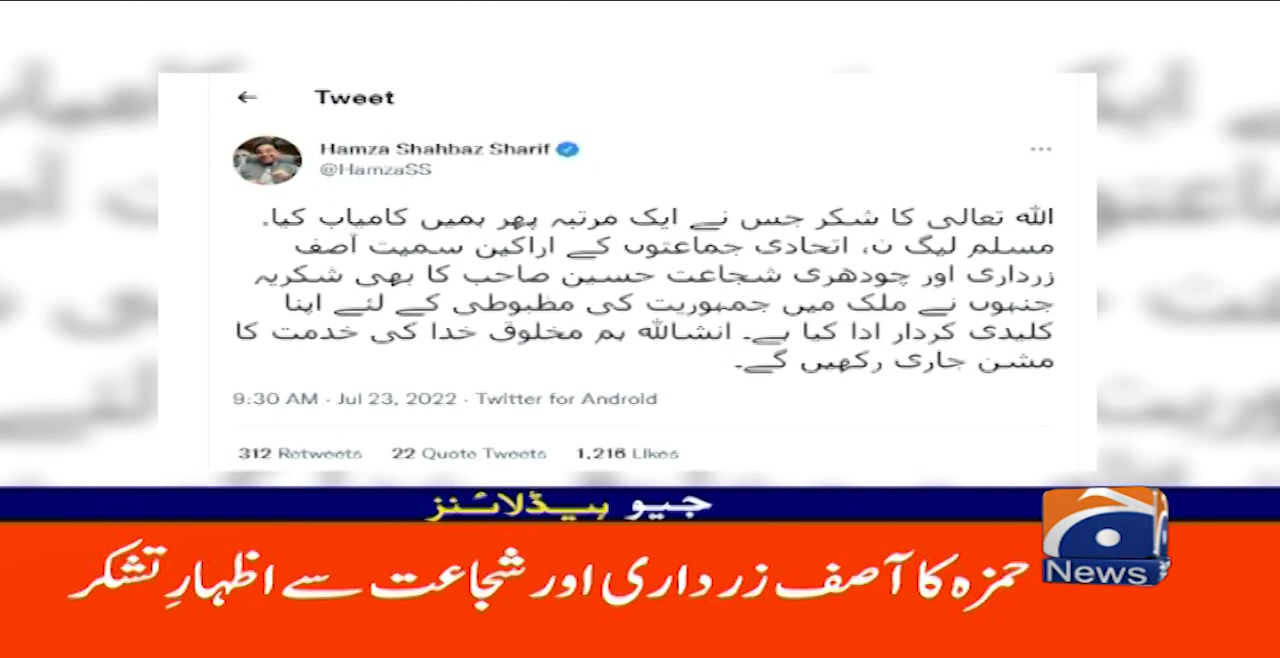 Tweet
Hamza Shahbaz Sharif
@HamzaSS
اللہ تعالی کا شکر جس نے ایک مرتبہ پھر ہمیں کامیاب کیا۔
مسلم لیگ ن، اتحادی جماعتوں کے اراکین سمیت آصف
زرداری اور چودھری شجاعت حسین صاحب کا بھی شکریہ
جنہوں نے ملک میں جمہوریت کی مظبوطی کے لئے اپنا
کلیدی کردار ادا کیا ہے۔ انشاللہ ہم مخلوق خدا کی خدمت کا
مشن جاری رکھیں گے۔
9:30 AM · Jul 23, 2022 · Twitter for Android
312 Retweets 22 Quote Tweets 1,216 Likes
جیو ہیڈلائنز
News
حمزہ کا آصف زرداری اور شجاعت سے اظہارِ تشکر